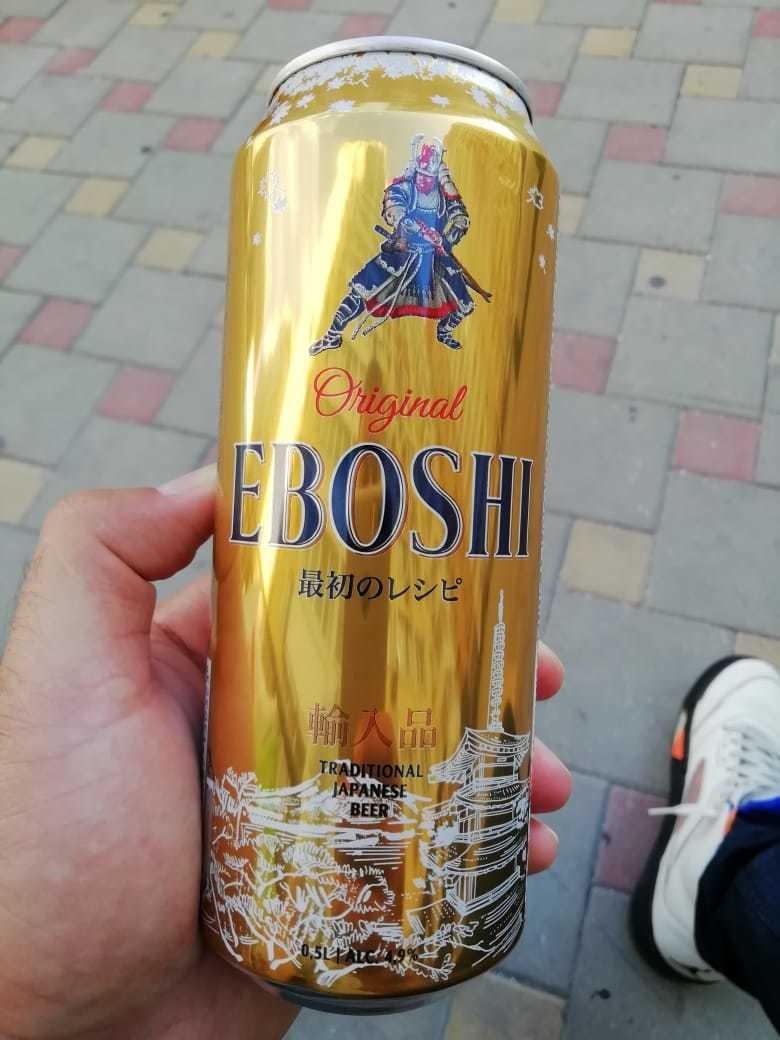 Original
EBOSHI
最初のレシピ
輸入品
TRADITIONAL
JAPANESE
BEER
0,5L | ALC. 4,9%